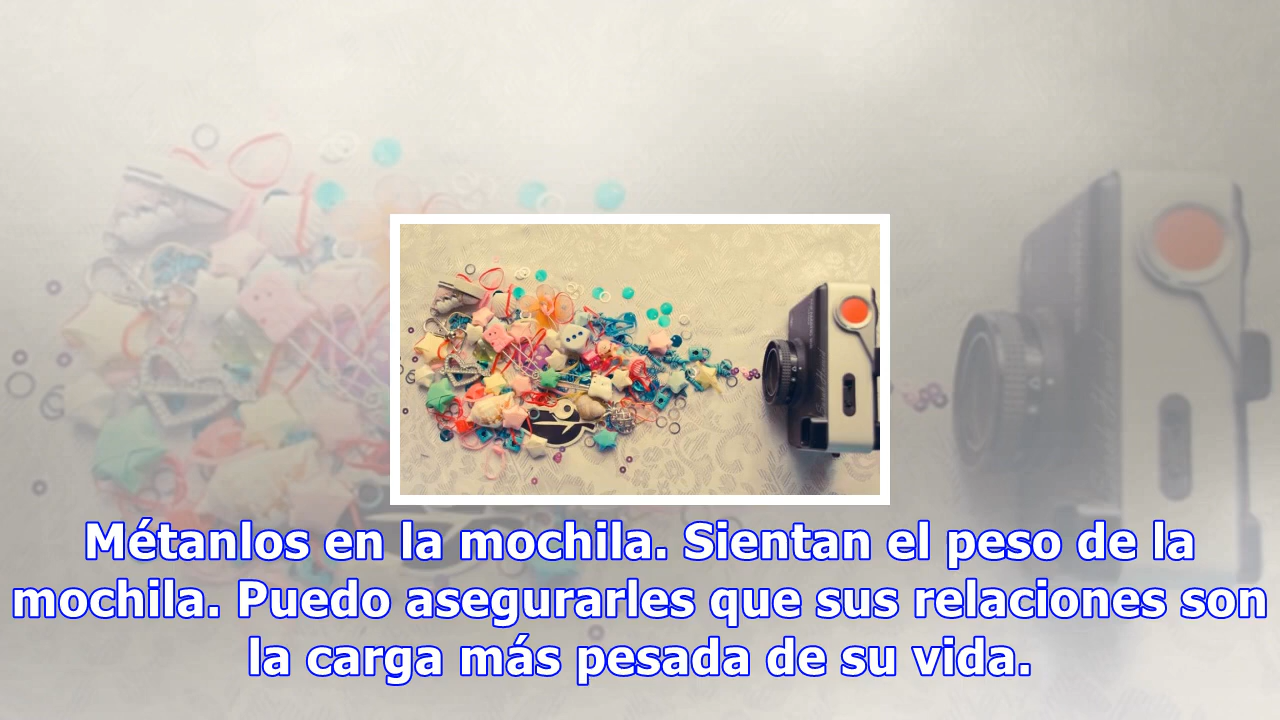 Métanlos en la mochila. Sientan el peso de la
mochila. Puedo asegurarles que sus relaciones son
la carga más pesada de su vida.